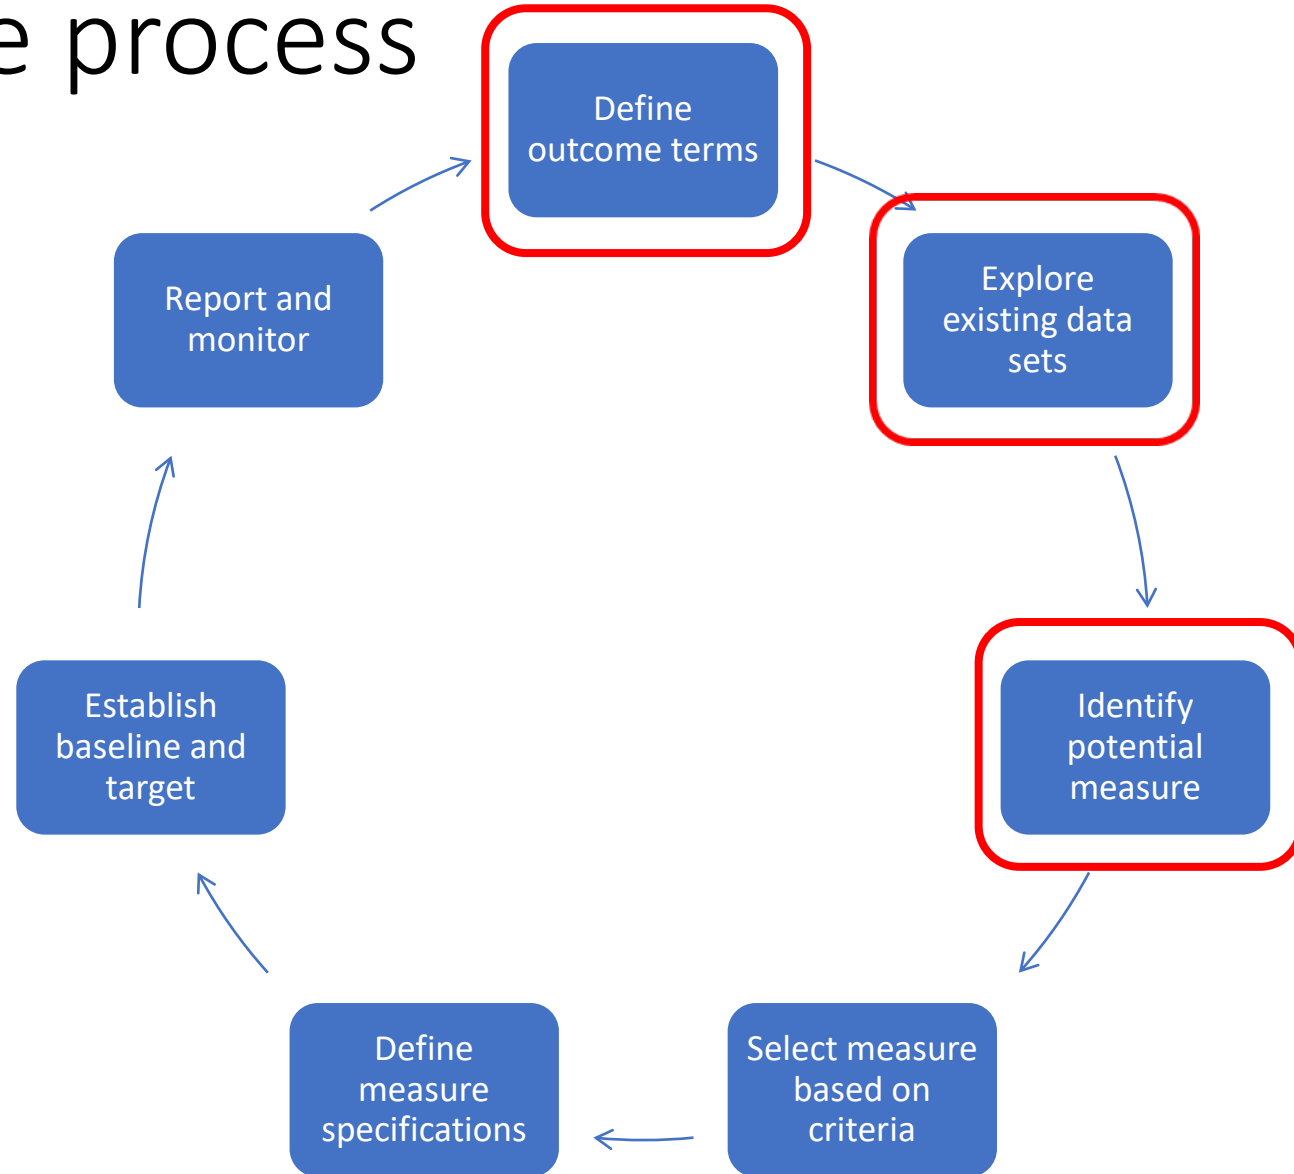 e process
Define
outcome terms
Explore
existing data
sets
Identify
potential
measure
Select measure
based on
criteria
Define
measure
specifications
Establish
baseline and
target
Report and
monitor